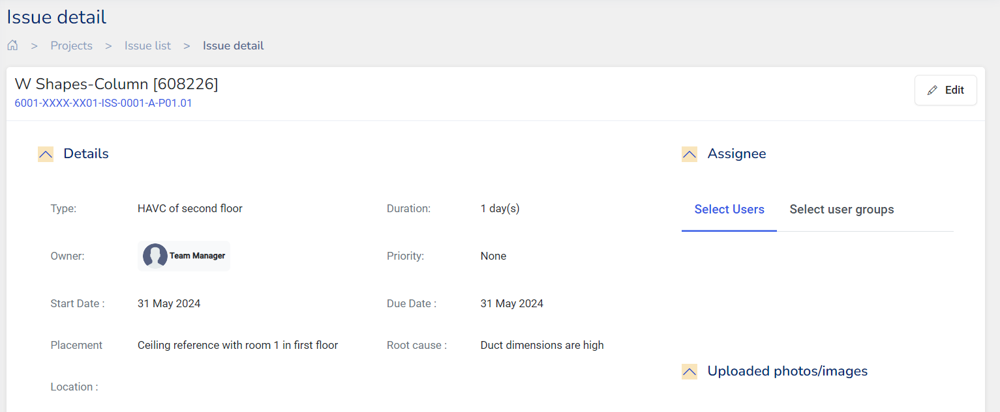 Issue detail
> Projects > Issue list > Issue detail
W Shapes-Column [608226]
6001-XXXX-XX01-ISS-0001-A-P01.01
Edit
Details
Type: HAVC of second floor Duration: 1 day(s)
Owner: Team Manager Priority: None
Start Date : 31 May 2024 Due Date : 31 May 2024
Placement Ceiling reference with room 1 in first floor Root cause : Duct dimensions are high
Location :
Assignee
Select Users Select user groups
Uploaded photos/images